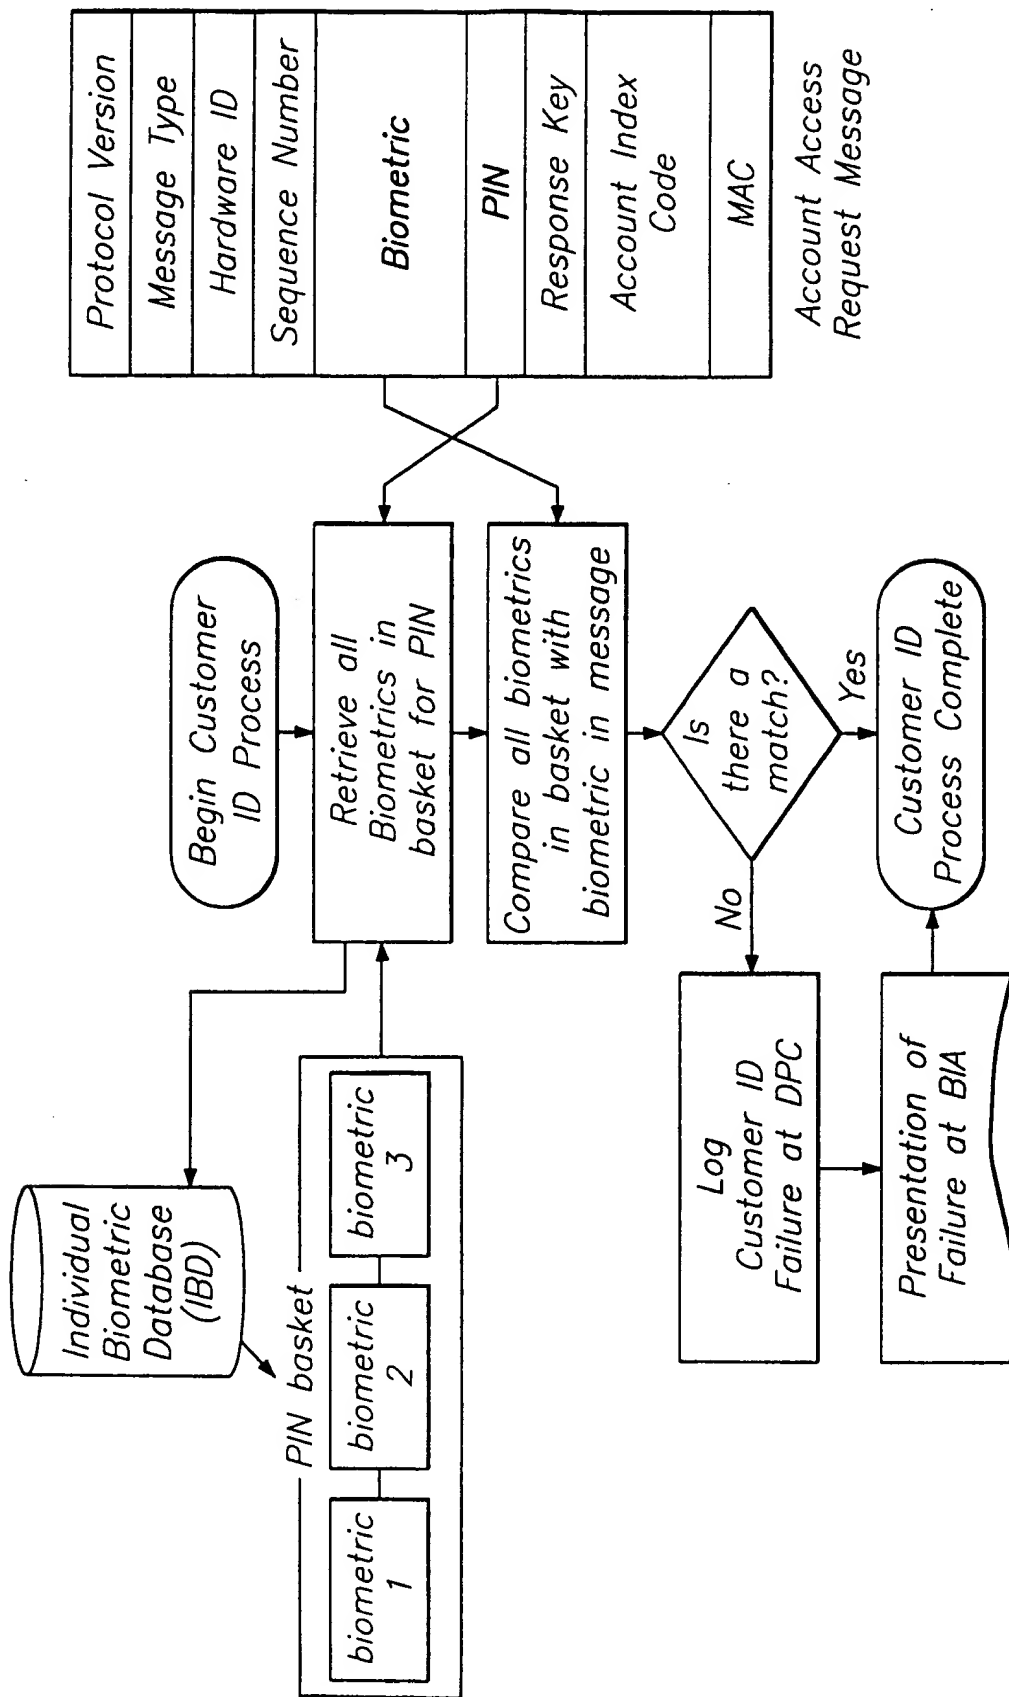 Individual
Biometric
Database
(IBD)
PIN basket
biometric
1
biometric
2
biometric
3
Begin Customer
ID Process
Retrieve all
Biometrics in
basket for PIN
Compare all biometrics
in basket with
biometric in message
Is
there a
match?
No
Yes
Log
Customer ID
Failure at DPC
Presentation of
Failure at BIA
Customer ID
Process Complete
Protocol Version
Message Type
Hardware ID
Sequence Number
Biometric
PIN
Response Key
Account Index
Code
MAC
Account Access
Request Message